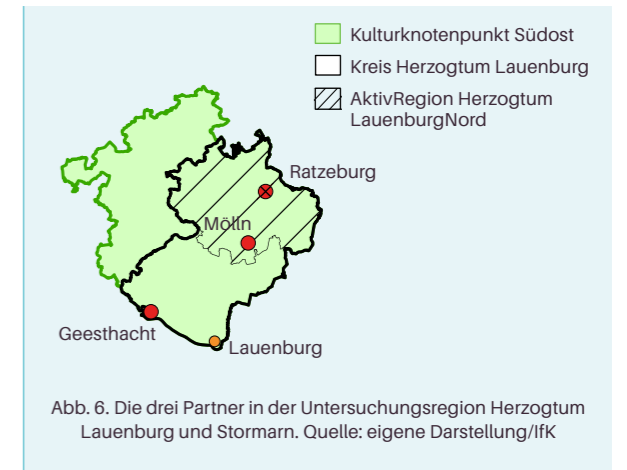 Kulturknotenpunkt Südost
Kreis Herzogtum Lauenburg
AktivRegion Herzogtum
LauenburgNord
Ratzeburg
Mölln
Geesthacht
Lauenburg
Abb. 6. Die drei Partner in der Untersuchungsregion Herzogtum
Lauenburg und Stormarn. Quelle: eigene Darstellung/IfK